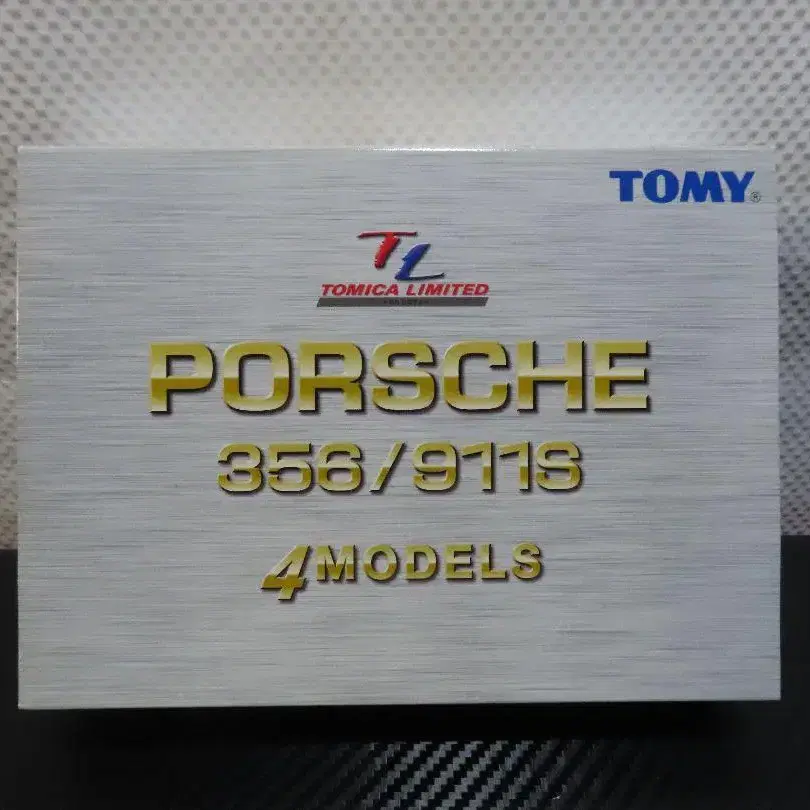 TOMY®
TL
TOMICA LIMITED
PORSCHE
356/911S
4 MODELS